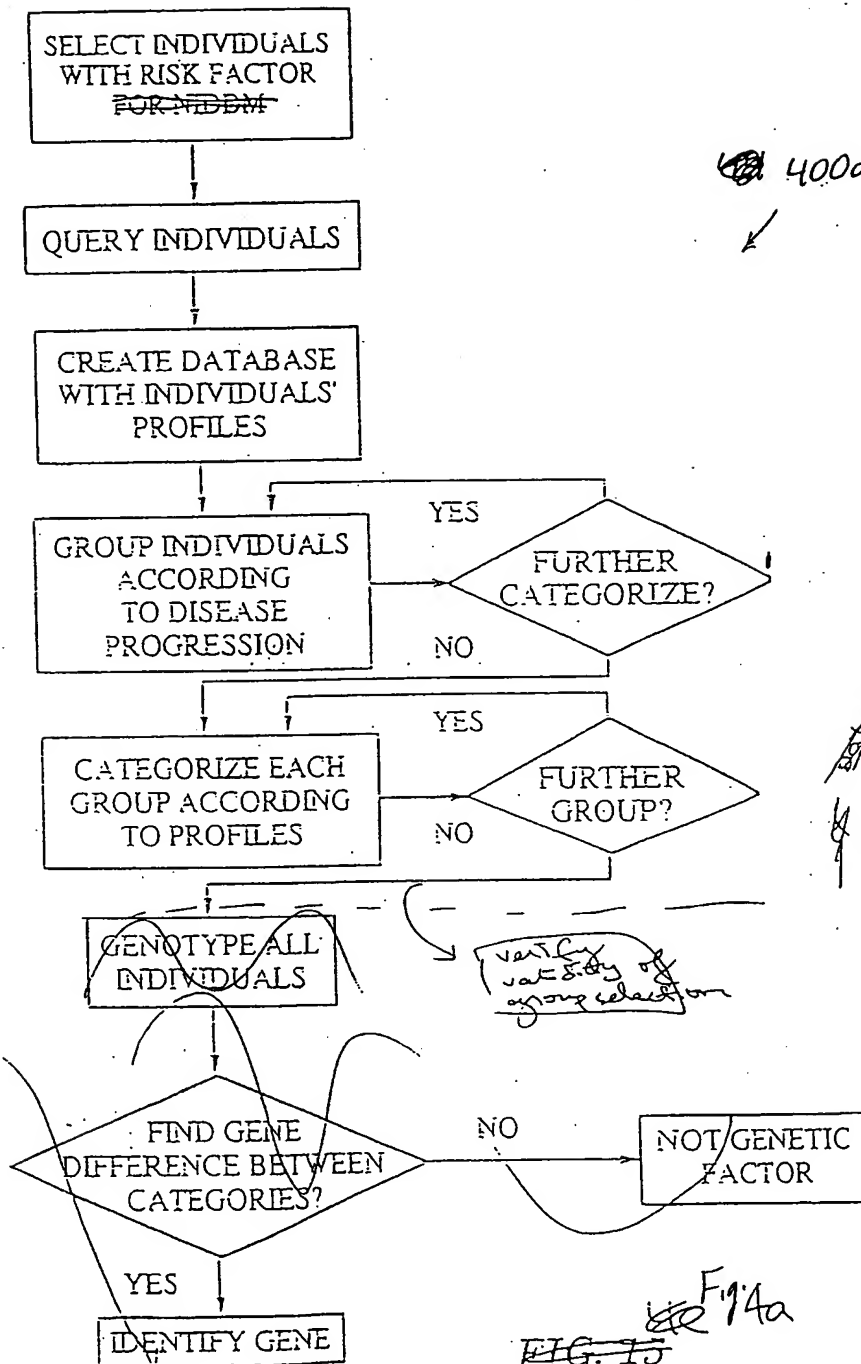 SELECT INDIVIDUALS
WITH RISK FACTOR
FOR NIDDM
400a
QUERY INDIVIDUALS
CREATE DATABASE
WITH INDIVIDUALS'
PROFILES
YES
GROUP INDIVIDUALS
ACCORDING
TO DISEASE
PROGRESSION
FURTHER
CATEGORIZE?
NO
YES
CATEGORIZE EACH
GROUP ACCORDING
TO PROFILES
FURTHER
GROUP?
NO
GENOTYPE ALL
INDIVIDUALS
verify
validity of
group selection
FIND GENE
DIFFERENCE BETWEEN
CATEGORIES?
NO
NOT GENETIC
FACTOR
YES
IDENTIFY GENE
Fig 4a
FIG. 15